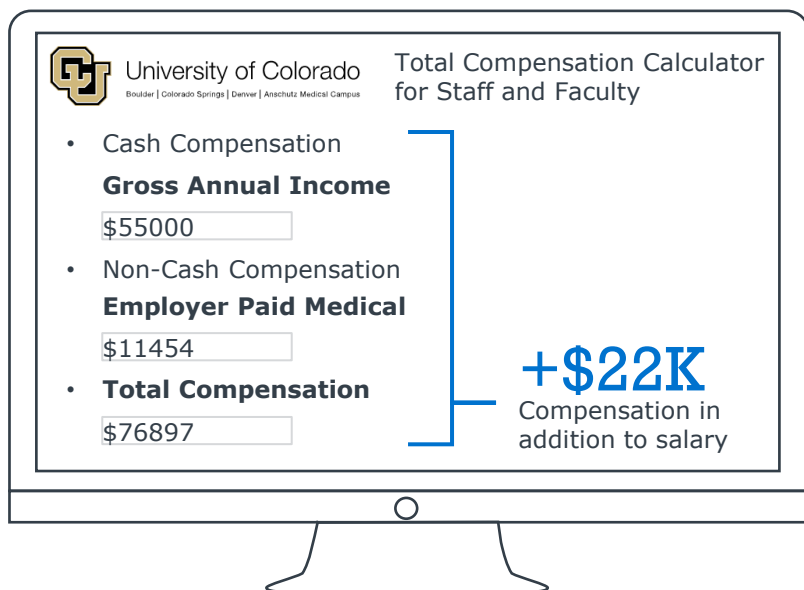 CU
University of Colorado
Boulder | Colorado Springs | Denver | Anschutz Medical Campus
Total Compensation Calculator
for Staff and Faculty
• Cash Compensation
Gross Annual Income
$55000
• Non-Cash Compensation
Employer Paid Medical
$11454
• Total Compensation
$76897
+$22K
Compensation in
addition to salary